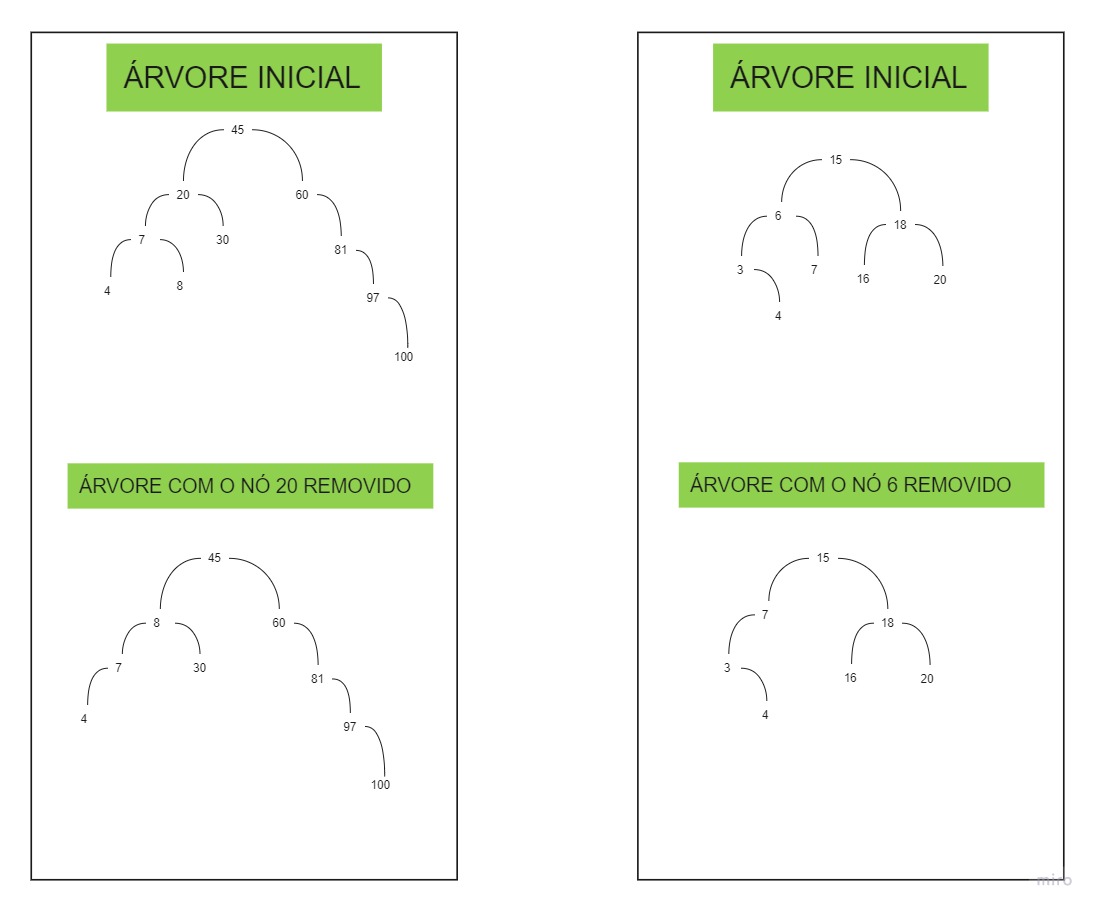 ÁRVORE INICIAL
45
20 60
7 30 81
4 8 97
100
ÁRVORE COM O NÓ 20 REMOVIDO
45
8 60
7 30 81
4 97
100
ÁRVORE INICIAL
15
6 18
3 7 16 20
4
ÁRVORE COM O NÓ 6 REMOVIDO
15
7 18
3 16 20
4
miro